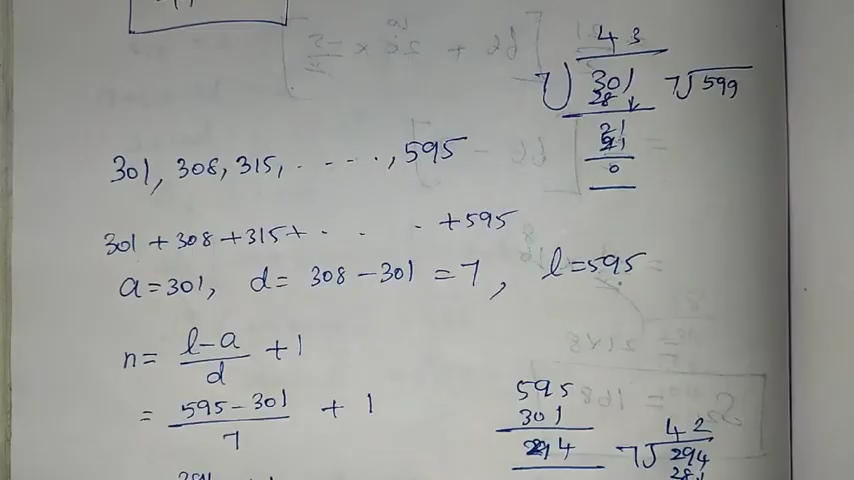 43
7 √ 301 7 √599
28 ↓
21
21
0
301, 308, 315, . - - . . , 595
301 + 308 + 315 + . . . + 595
a = 301, d = 308 - 301 = 7, l = 595
n = (l - a) / d + 1
= (595 - 301) / 7 + 1
595
301
294
42
7 √ 294
28↓